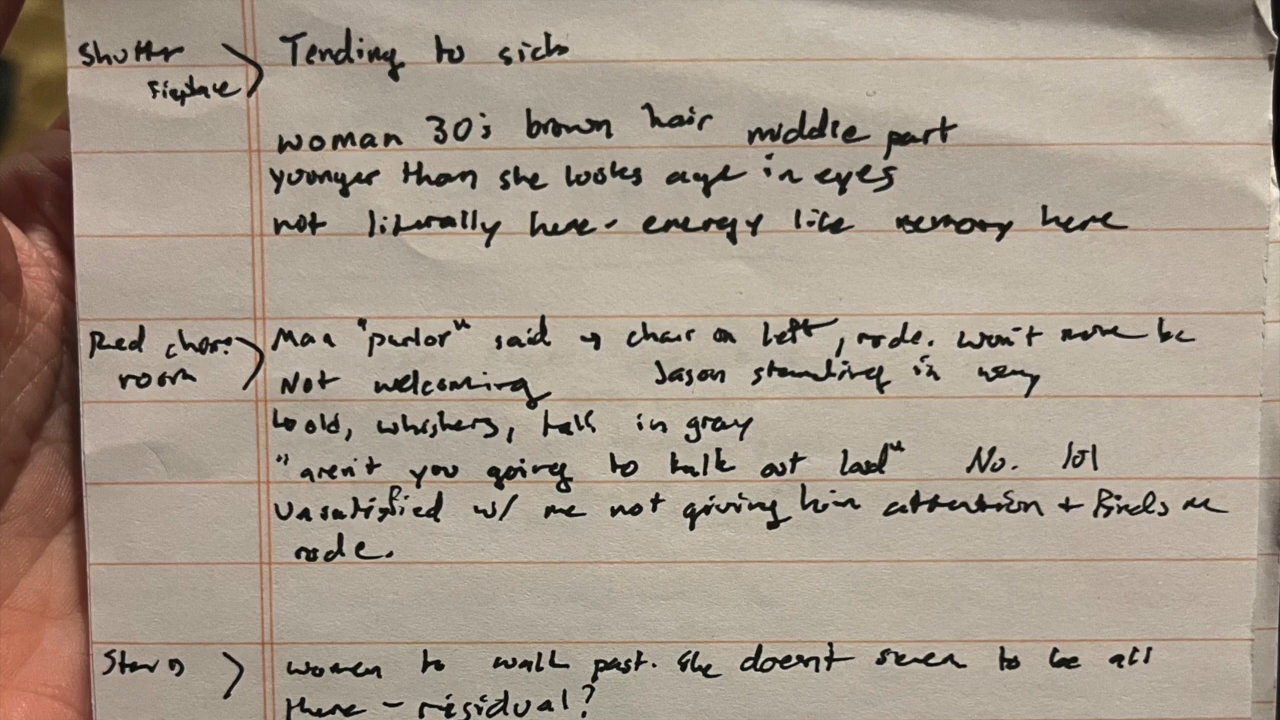 Shutter
Fireplace
Tending to sick
woman 30's brown hair middle part
younger than she looks age in eyes
not literally here - energy like memory here
Red
room
Man "parlor" said → chair on left, rude. won't move bc
Not welcoming Jason standing in way
old, whiskers, talk in gray
"aren't you going to talk out loud" No. lol
Unsatisfied w/ me not giving him attention + finds me
rude.
Stairs
women to walk past. She doesn't seem to be all
there - residual?